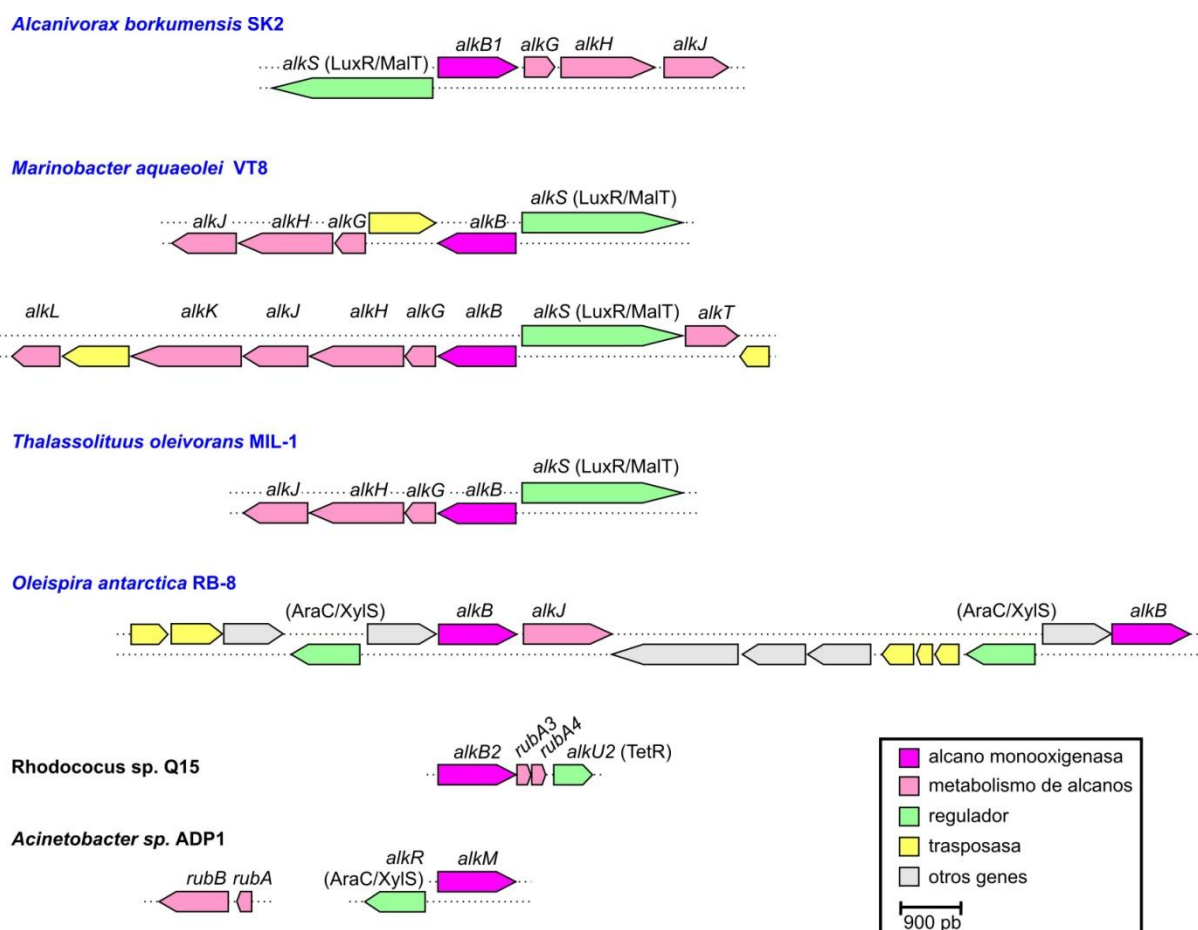 Alcanivorax borkumensis SK2
alkB1 alkG alkH alkJ
alkS (LuxR/MalT)
Marinobacter aquaeolei VT8
alkS (LuxR/MalT)
alkJ alkH alkG alkB
alkL alkK alkJ alkH alkG alkB alkS (LuxR/MalT) alkT
Thalassolituus oleivorans MIL-1
alkS (LuxR/MalT)
alkJ alkH alkG alkB
Oleispira antarctica RB-8
(AraC/XylS) alkB alkJ (AraC/XylS) alkB
Rhodococus sp. Q15
alkB2 rubA3 rubA4 alkU2 (TetR)
Acinetobacter sp. ADP1
alkR alkM
rubB rubA (AraC/XylS)
alcano monooxigenasa
metabolismo de alcanos
regulador
trasposasa
otros genes
900 pb